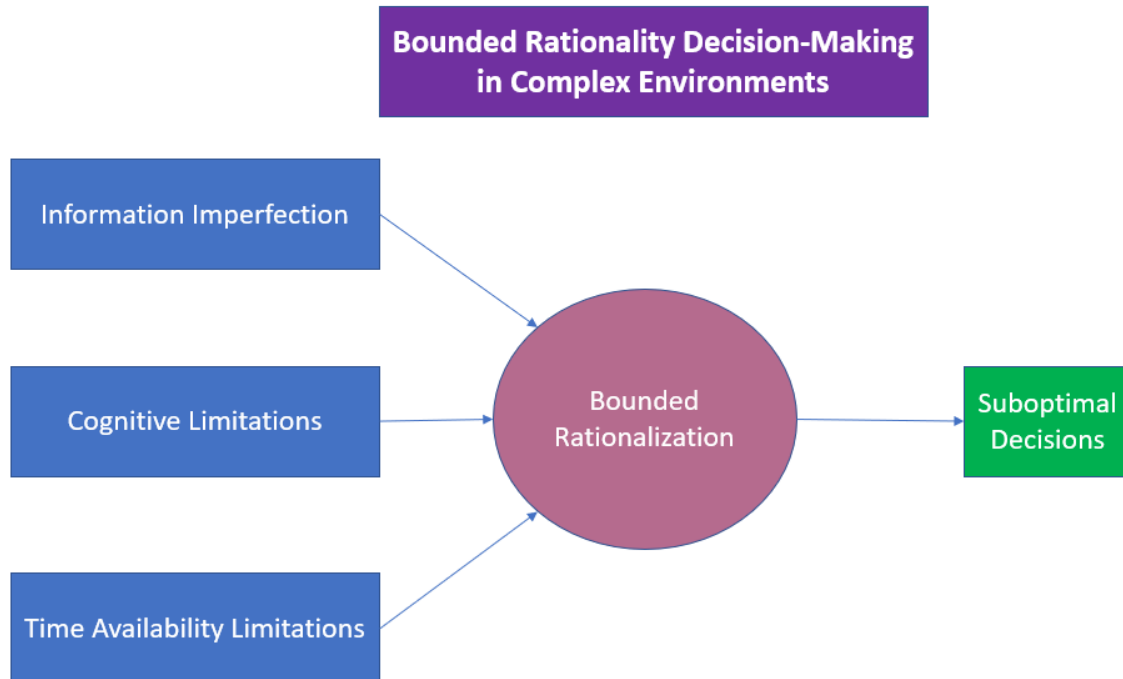 Bounded Rationality Decision-Making
in Complex Environments
Information Imperfection
Cognitive Limitations
Time Availability Limitations
Bounded
Rationalization
Suboptimal
Decisions